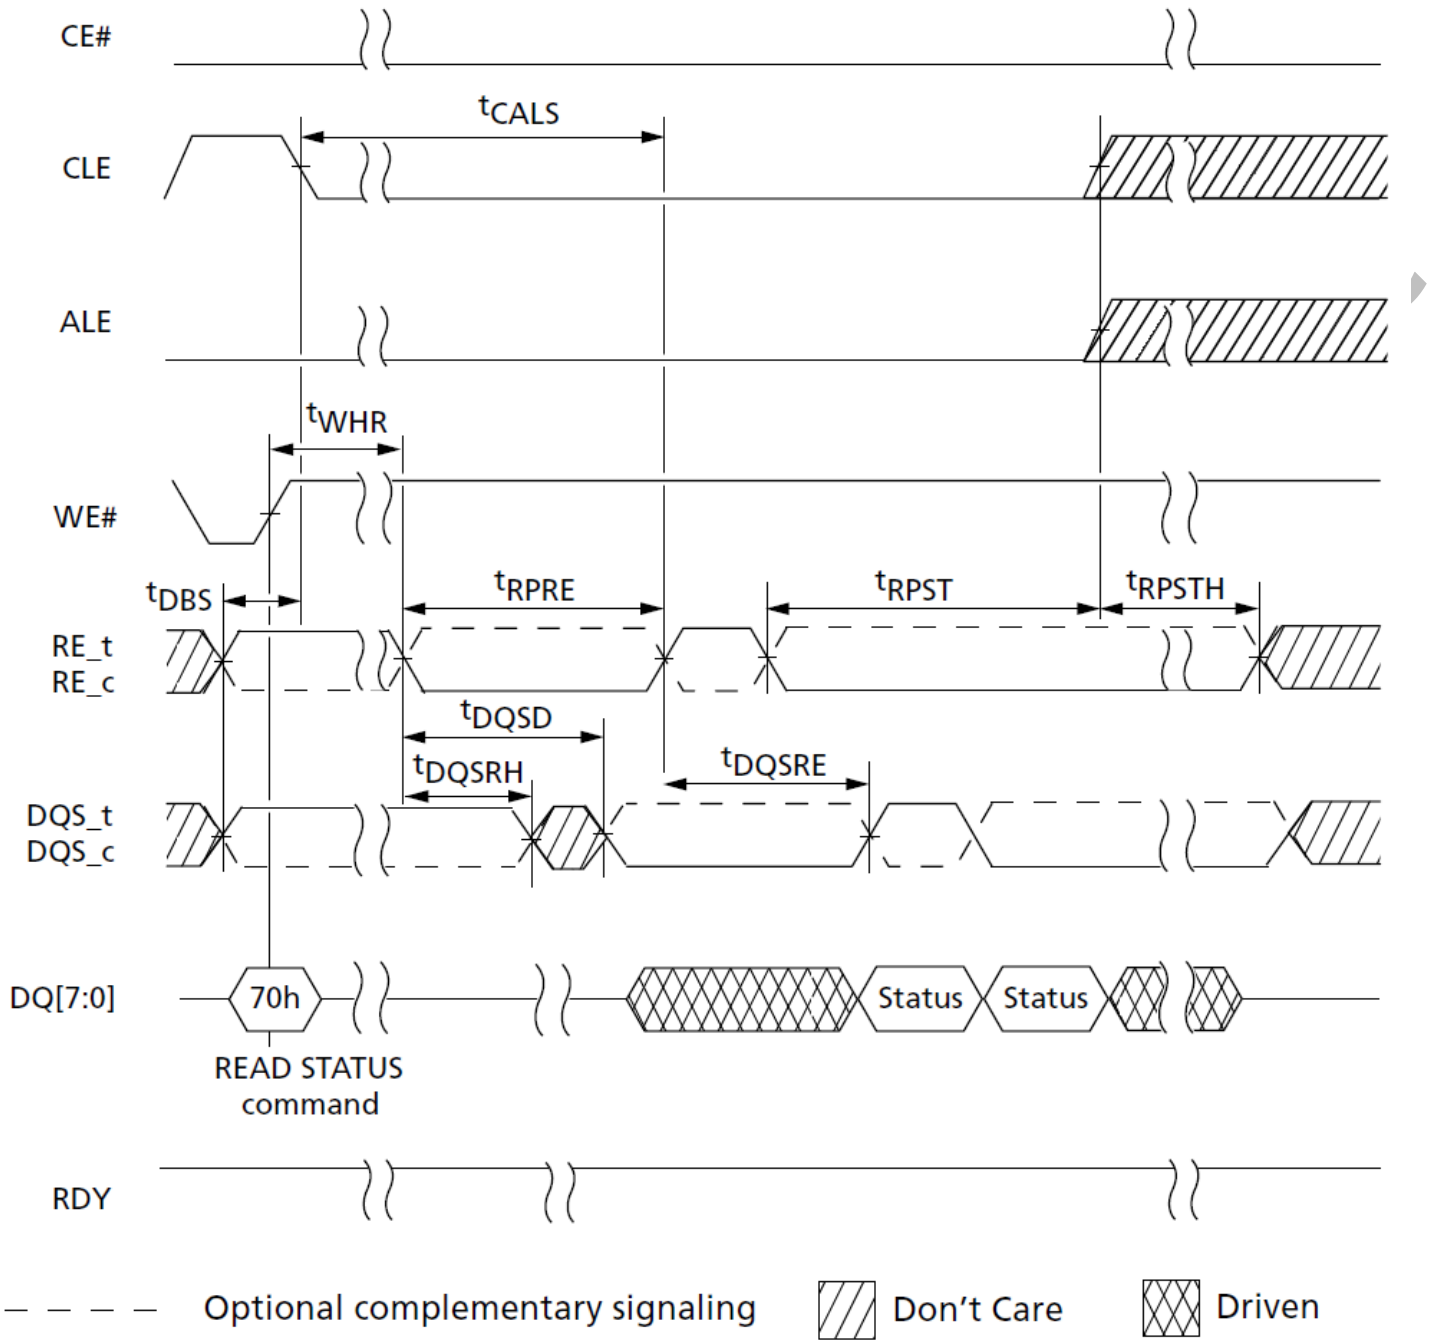 CE#
tCALS
CLE
ALE
tWHR
WE#
tDBS
tRPRE
tRPST
tRPSTH
RE_t
RE_c
tDQSD
tDQSRH
tDQSRE
DQS_t
DQS_c
DQ[7:0]
70h
Status
Status
READ STATUS
command
RDY
Optional complementary signaling
Don't Care
Driven